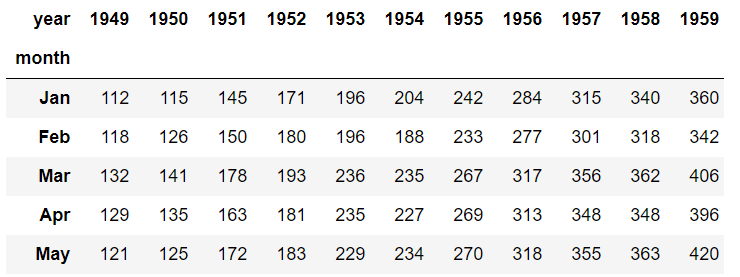 year 1949 1950 1951 1952 1953 1954 1955 1956 1957 1958 1959
month
Jan 112 115 145 171 196 204 242 284 315 340 360
Feb 118 126 150 180 196 188 233 277 301 318 342
Mar 132 141 178 193 236 235 267 317 356 362 406
Apr 129 135 163 181 235 227 269 313 348 348 396
May 121 125 172 183 229 234 270 318 355 363 420